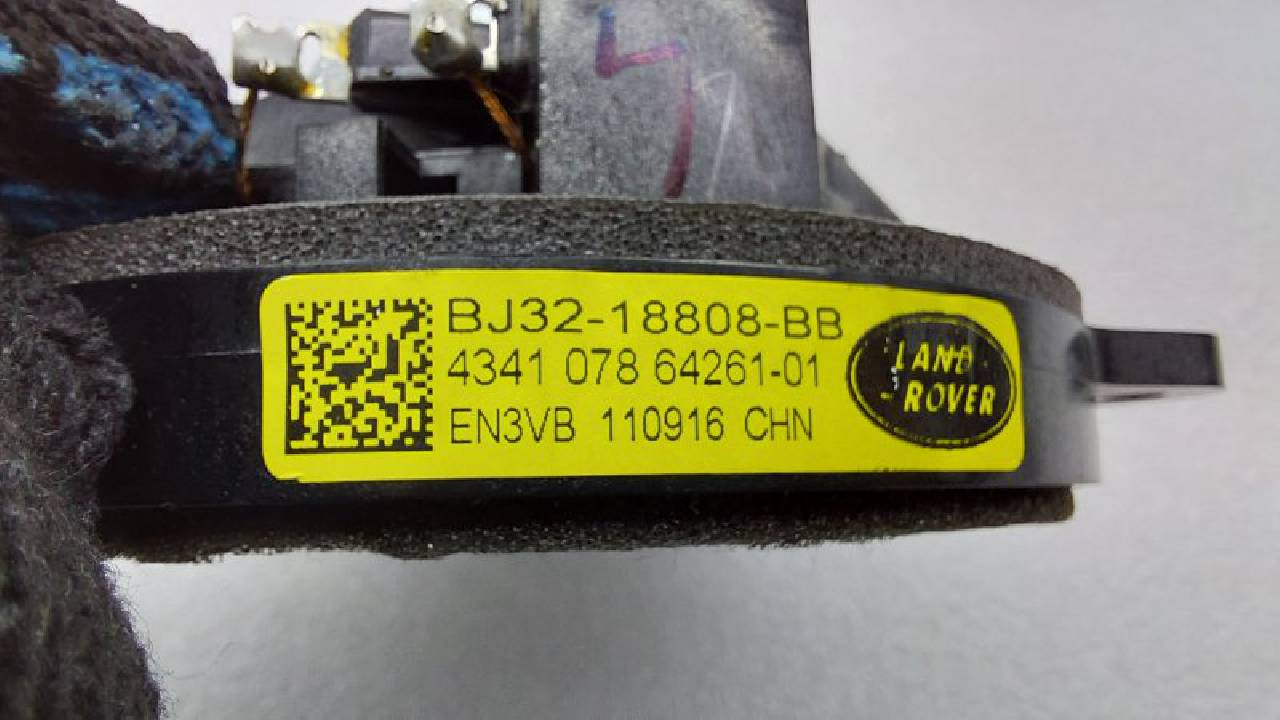 BJ32-18808-BB
4341 078 64261-01
EN3VB 110916 CHN
LAND
ROVER